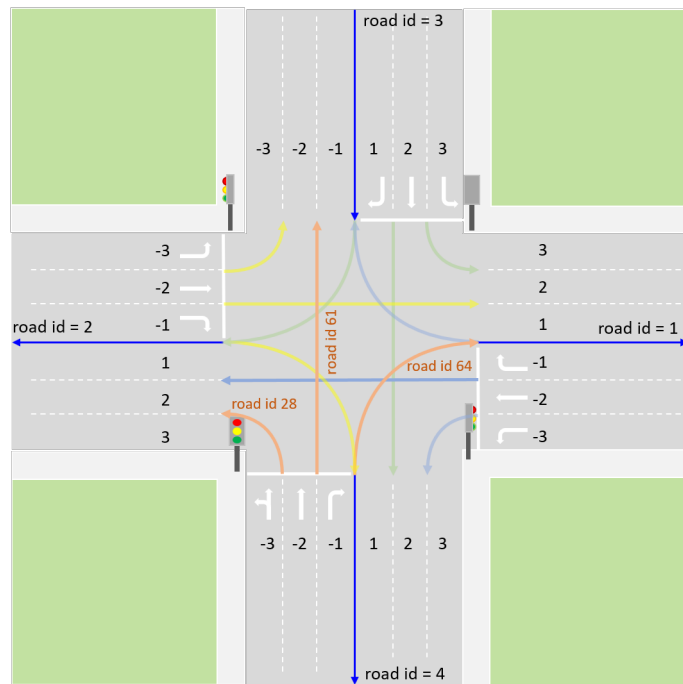 road id = 3
-3 -2 -1 1 2 3
-3
3
-2
2
-1
1
road id = 2
road id = 1
road id 61
1
road id 64
-1
2
road id 28
-2
3
-3
-3 -2 -1 1 2 3
road id = 4